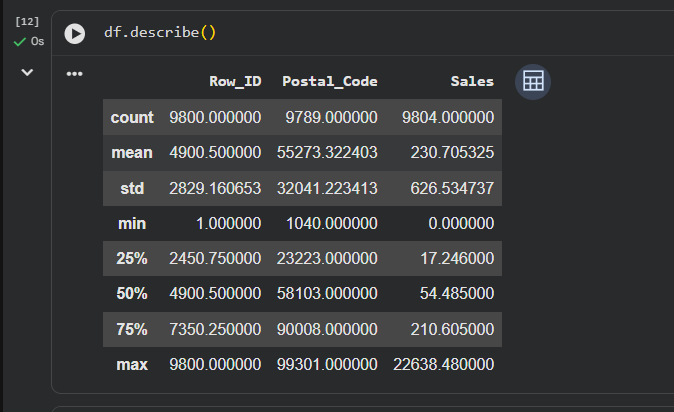 [12]
0s
df.describe()
Row_ID Postal_Code Sales
count 9800.000000 9789.000000 9804.000000
mean 4900.500000 55273.322403 230.705325
std 2829.160653 32041.223413 626.534737
min 1.000000 1040.000000 0.000000
25% 2450.750000 23223.000000 17.246000
50% 4900.500000 58103.000000 54.485000
75% 7350.250000 90008.000000 210.605000
max 9800.000000 99301.000000 22638.480000